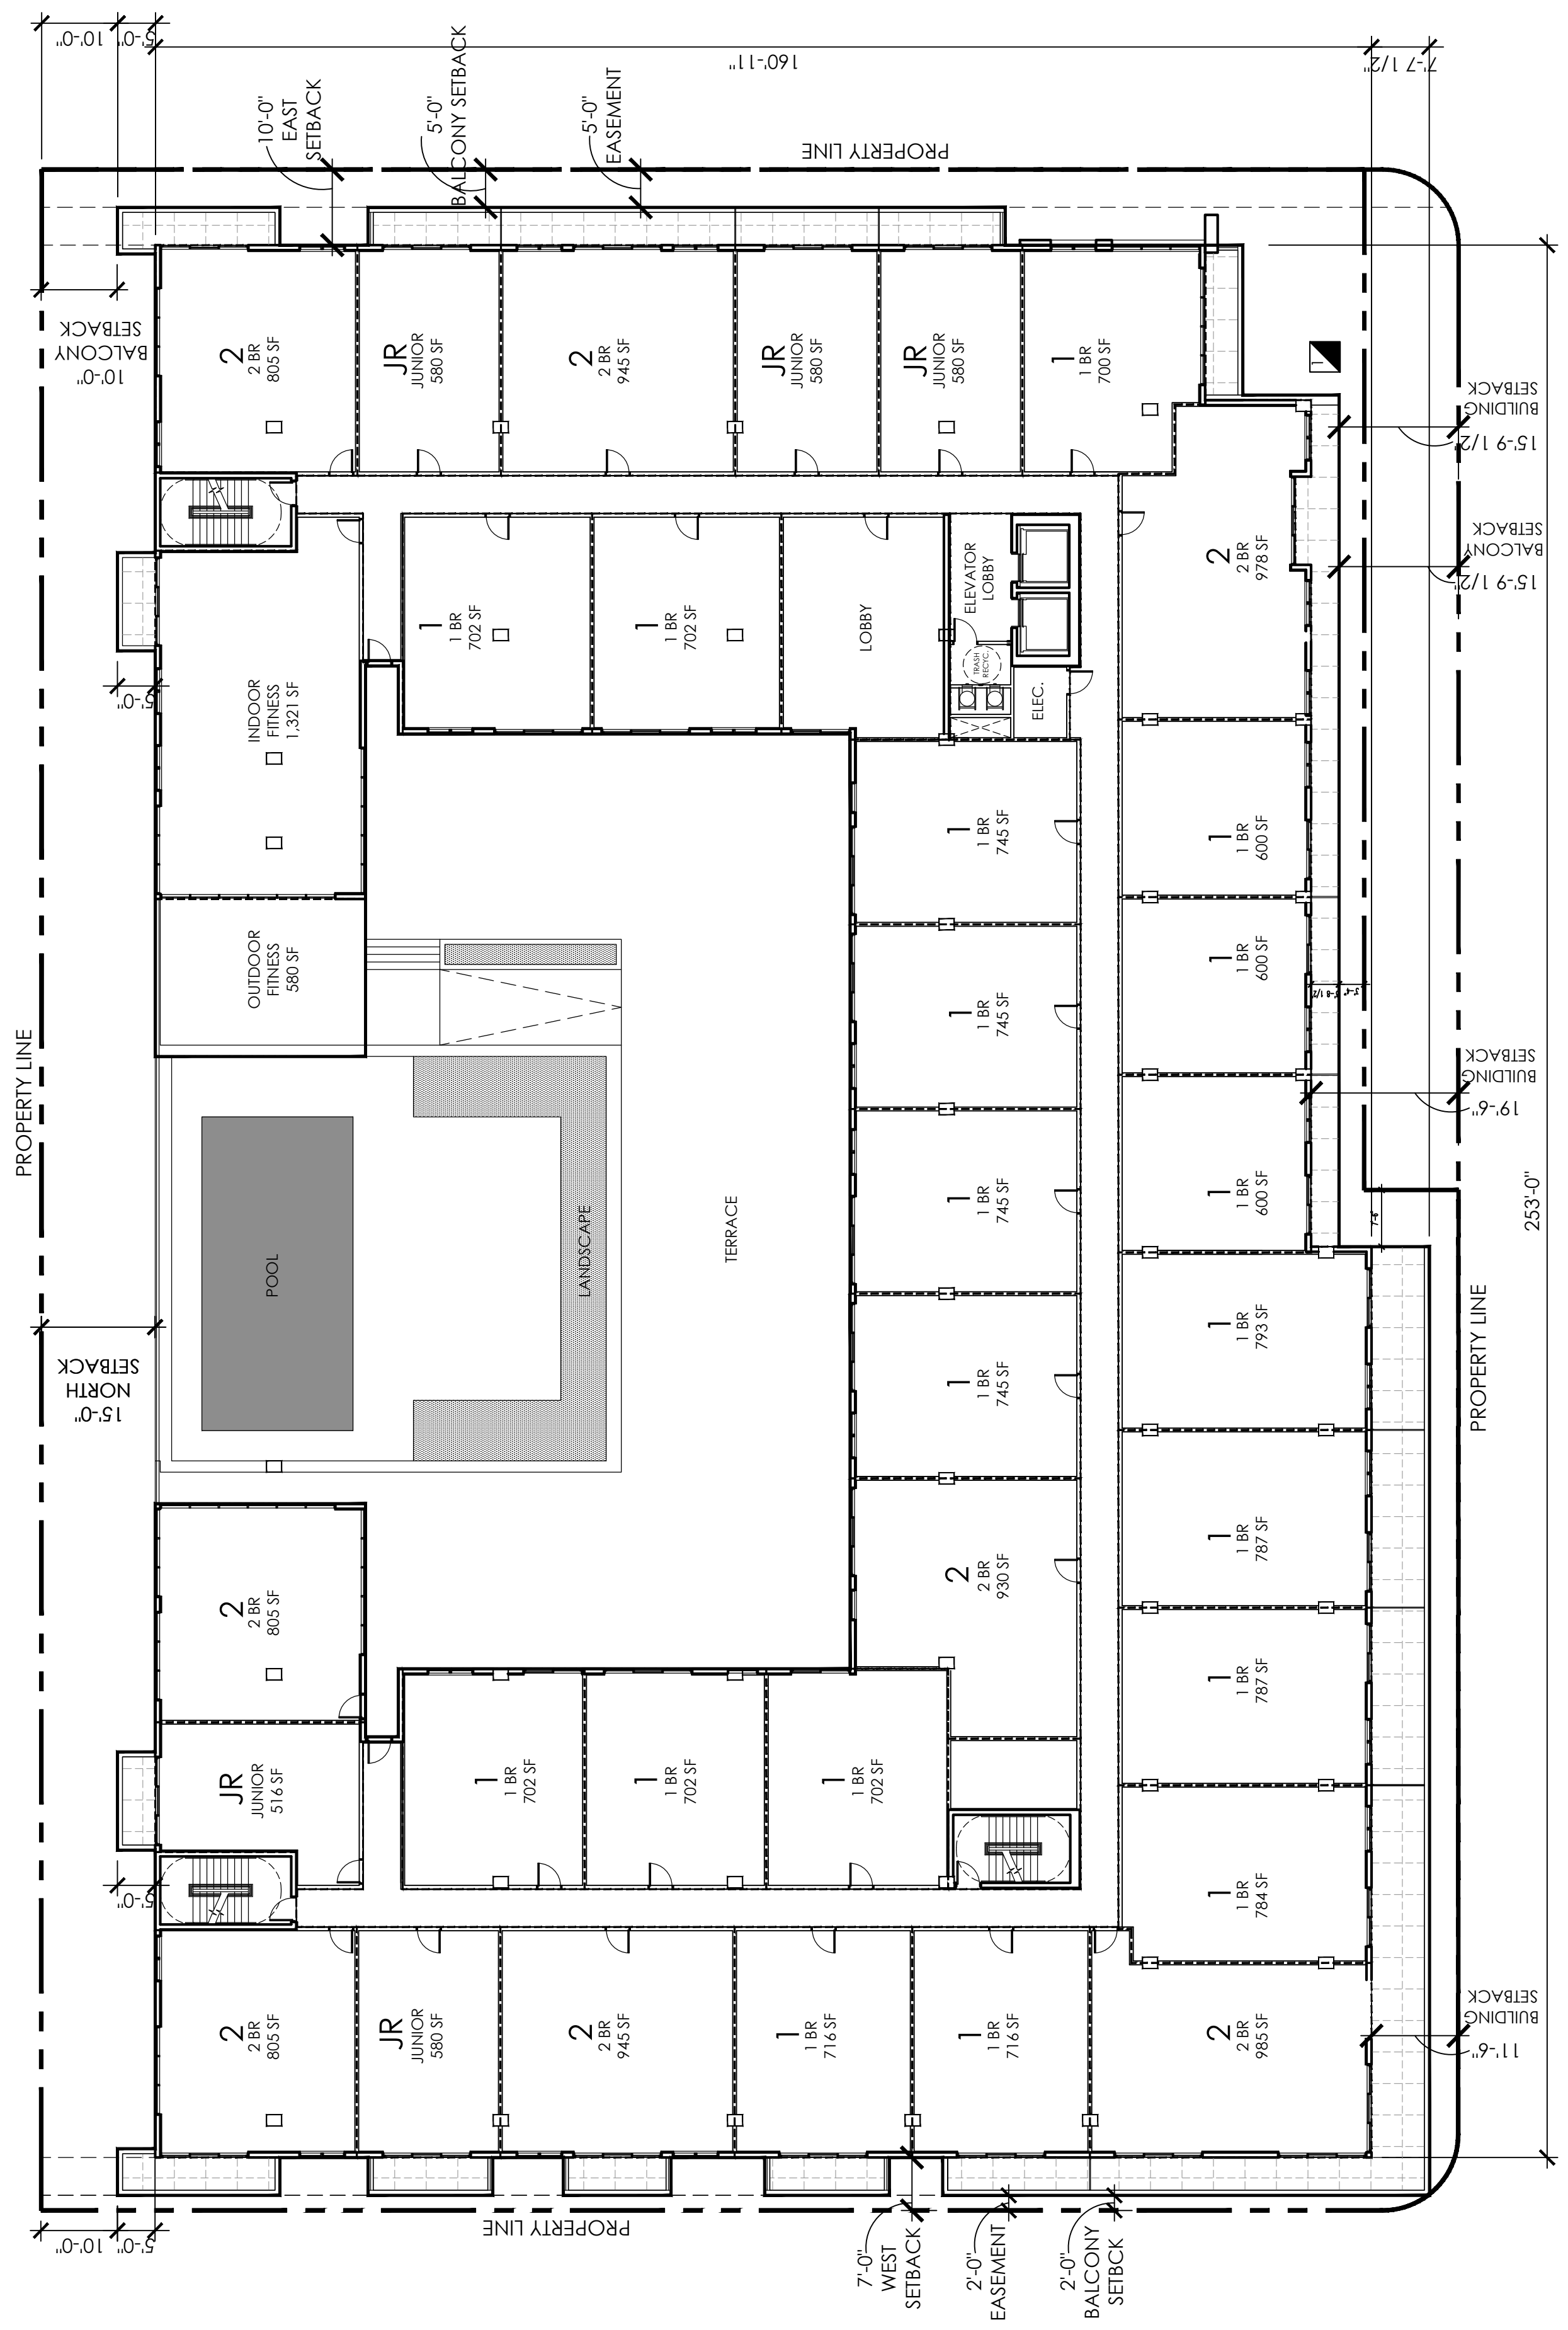 10'-0"
5'-0"
160'-11"
7'-7 1/2"
10'-0"
EAST
SETBACK
5'-0"
BALCONY SETBACK
5'-0"
EASEMENT
PROPERTY LINE
10'-0"
BALCONY
SETBACK
2
2 BR
805 SF
JR
JUNIOR
580 SF
2
2 BR
945 SF
JR
JUNIOR
580 SF
JR
JUNIOR
580 SF
1
1 BR
700 SF
1
15'-9 1/2"
BUILDING
SETBACK
15'-9 1/2"
BALCONY
SETBACK
5'-0"
INDOOR
FITNESS
1,321 SF
1
1 BR
702 SF
1
1 BR
702 SF
LOBBY
ELEVATOR
LOBBY
TRASH
RECYC.
ELEC.
2
2 BR
978 SF
OUTDOOR
FITNESS
580 SF
1
1 BR
745 SF
1
1 BR
745 SF
1
1 BR
745 SF
1
1 BR
745 SF
1
1 BR
600 SF
1
1 BR
600 SF
1
1 BR
600 SF
19'-6"
BUILDING
SETBACK
253'-0"
PROPERTY LINE
15'-0"
NORTH
SETBACK
POOL
LANDSCAPE
TERRACE
1
1 BR
793 SF
1
1 BR
787 SF
1
1 BR
787 SF
1
1 BR
784 SF
PROPERTY LINE
2
2 BR
930 SF
2
2 BR
805 SF
JR
JUNIOR
516 SF
5'-0"
1
1 BR
702 SF
1
1 BR
702 SF
1
1 BR
702 SF
2
2 BR
805 SF
JR
JUNIOR
580 SF
2
2 BR
945 SF
1
1 BR
716 SF
1
1 BR
716 SF
2
2 BR
985 SF
11'-6"
BUILDING
SETBACK
10'-0"
5'-0"
PROPERTY LINE
7'-0"
WEST
SETBACK
2'-0"
EASEMENT
2'-0"
BALCONY
SETBCK